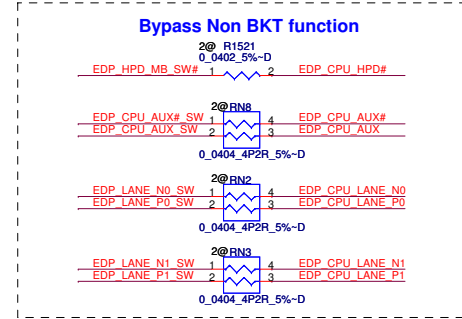 Bypass Non BKT function
2@ R1521
0_0402_5%~D
EDP_HPD_MB_SW# 1 2 EDP_CPU_HPD#
2@RN8
EDP_CPU_AUX#_SW 1 4 EDP_CPU_AUX#
EDP_CPU_AUX_SW 2 3 EDP_CPU_AUX
0_0404_4P2R_5%~D
2@RN2
EDP_LANE_N0_SW 1 4 EDP_CPU_LANE_N0
EDP_LANE_P0_SW 2 3 EDP_CPU_LANE_P0
0_0404_4P2R_5%~D
2@RN3
EDP_LANE_N1_SW 1 4 EDP_CPU_LANE_N1
EDP_LANE_P1_SW 2 3 EDP_CPU_LANE_P1
0_0404_4P2R_5%~D